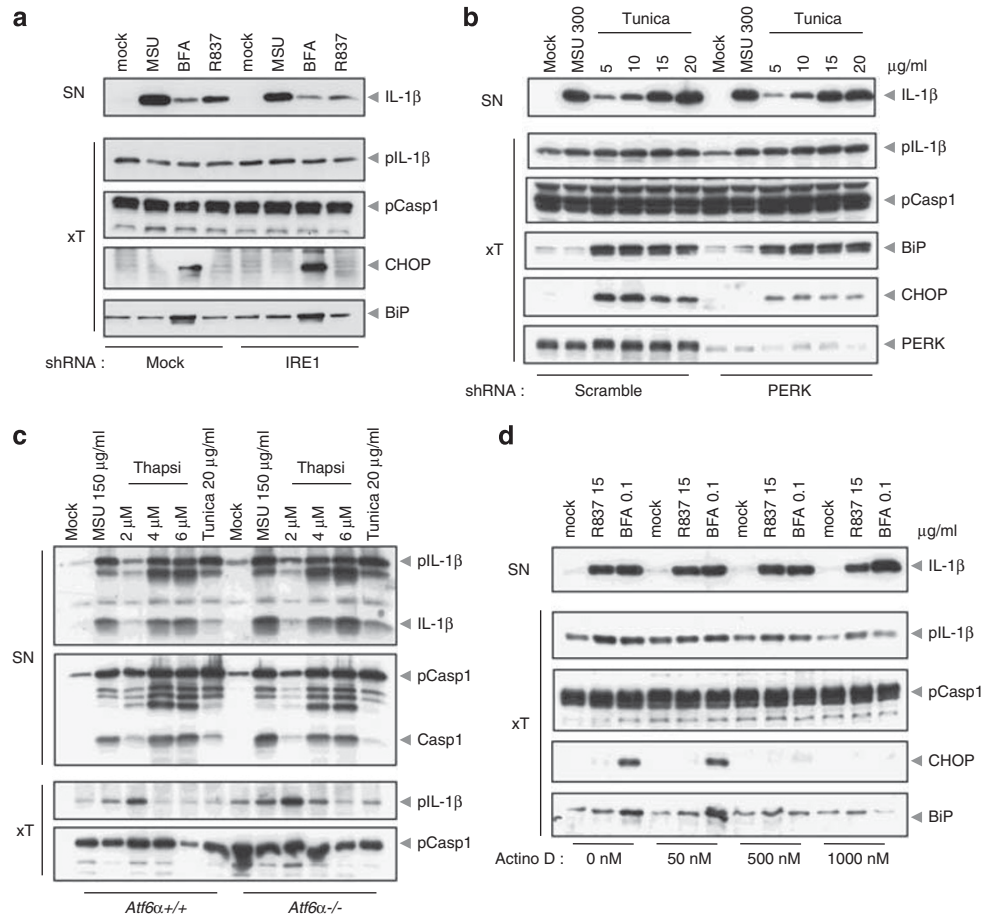 a
mock MSU BFA R837 mock MSU BFA R837
SN
IL-1β
pIL-1β
pCasp1
xT
CHOP
BiP
shRNA : Mock IRE1
b
Tunica Tunica
Mock MSU 300 5 10 15 20 Mock MSU 300 5 10 15 20 μg/ml
SN
IL-1β
pIL-1β
pCasp1
xT
BiP
CHOP
PERK
shRNA : Scramble PERK
c
Thapsi Thapsi
Mock MSU 150 μg/ml 2 μM 4 μM 6 μM Tunica 20 μg/ml Mock MSU 150 μg/ml 2 μM 4 μM 6 μM Tunica 20 μg/ml
pIL-1β
IL-1β
SN
pCasp1
Casp1
pIL-1β
xT
pCasp1
Atf6α+/+ Atf6α-/-
d
mock R837 15 BFA 0.1 mock R837 15 BFA 0.1 mock R837 15 BFA 0.1 mock R837 15 BFA 0.1 μg/ml
SN
IL-1β
pIL-1β
pCasp1
xT
CHOP
BiP
Actino D : 0 nM 50 nM 500 nM 1000 nM